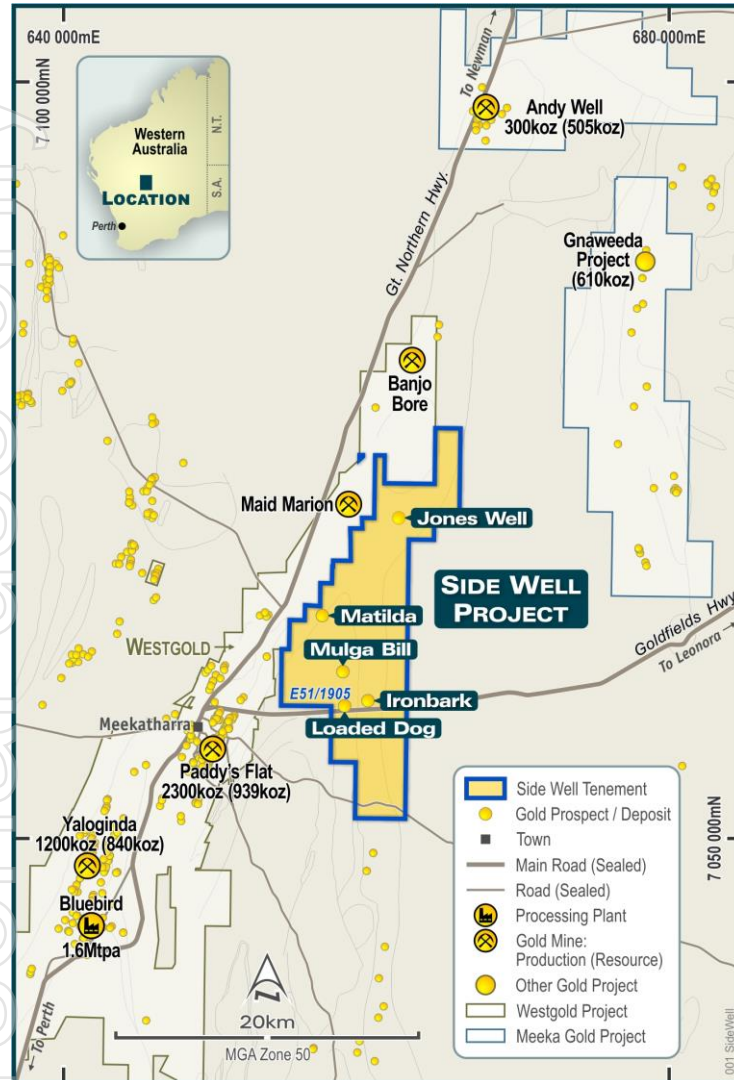 640 000mE
680 000mE
7 100 000mN
To Newman →
Western
Australia
N.T.
S.A.
LOCATION
Perth
Andy Well
300koz (505koz)
Gt. Northern Hwy.
Gnaweeda
Project
(610koz)
Banjo
Bore
Maid Marion
Jones Well
SIDE WELL
PROJECT
Matilda
Goldfields Hwy
To Leonora →
WESTGOLD →
Mulga Bill
E51/1905
Ironbark
Meekatharra
Loaded Dog
Paddy's Flat
2300koz (939koz)
Yaloginda
1200koz (840koz)
7 050 000mN
Bluebird
1.6Mtpa
Side Well Tenement
Gold Prospect / Deposit
Town
Main Road (Sealed)
Road (Sealed)
Processing Plant
Gold Mine:
Production (Resource)
Other Gold Project
Westgold Project
Meeka Gold Project
N
20km
MGA Zone 50
← To Perth
001 SideWell